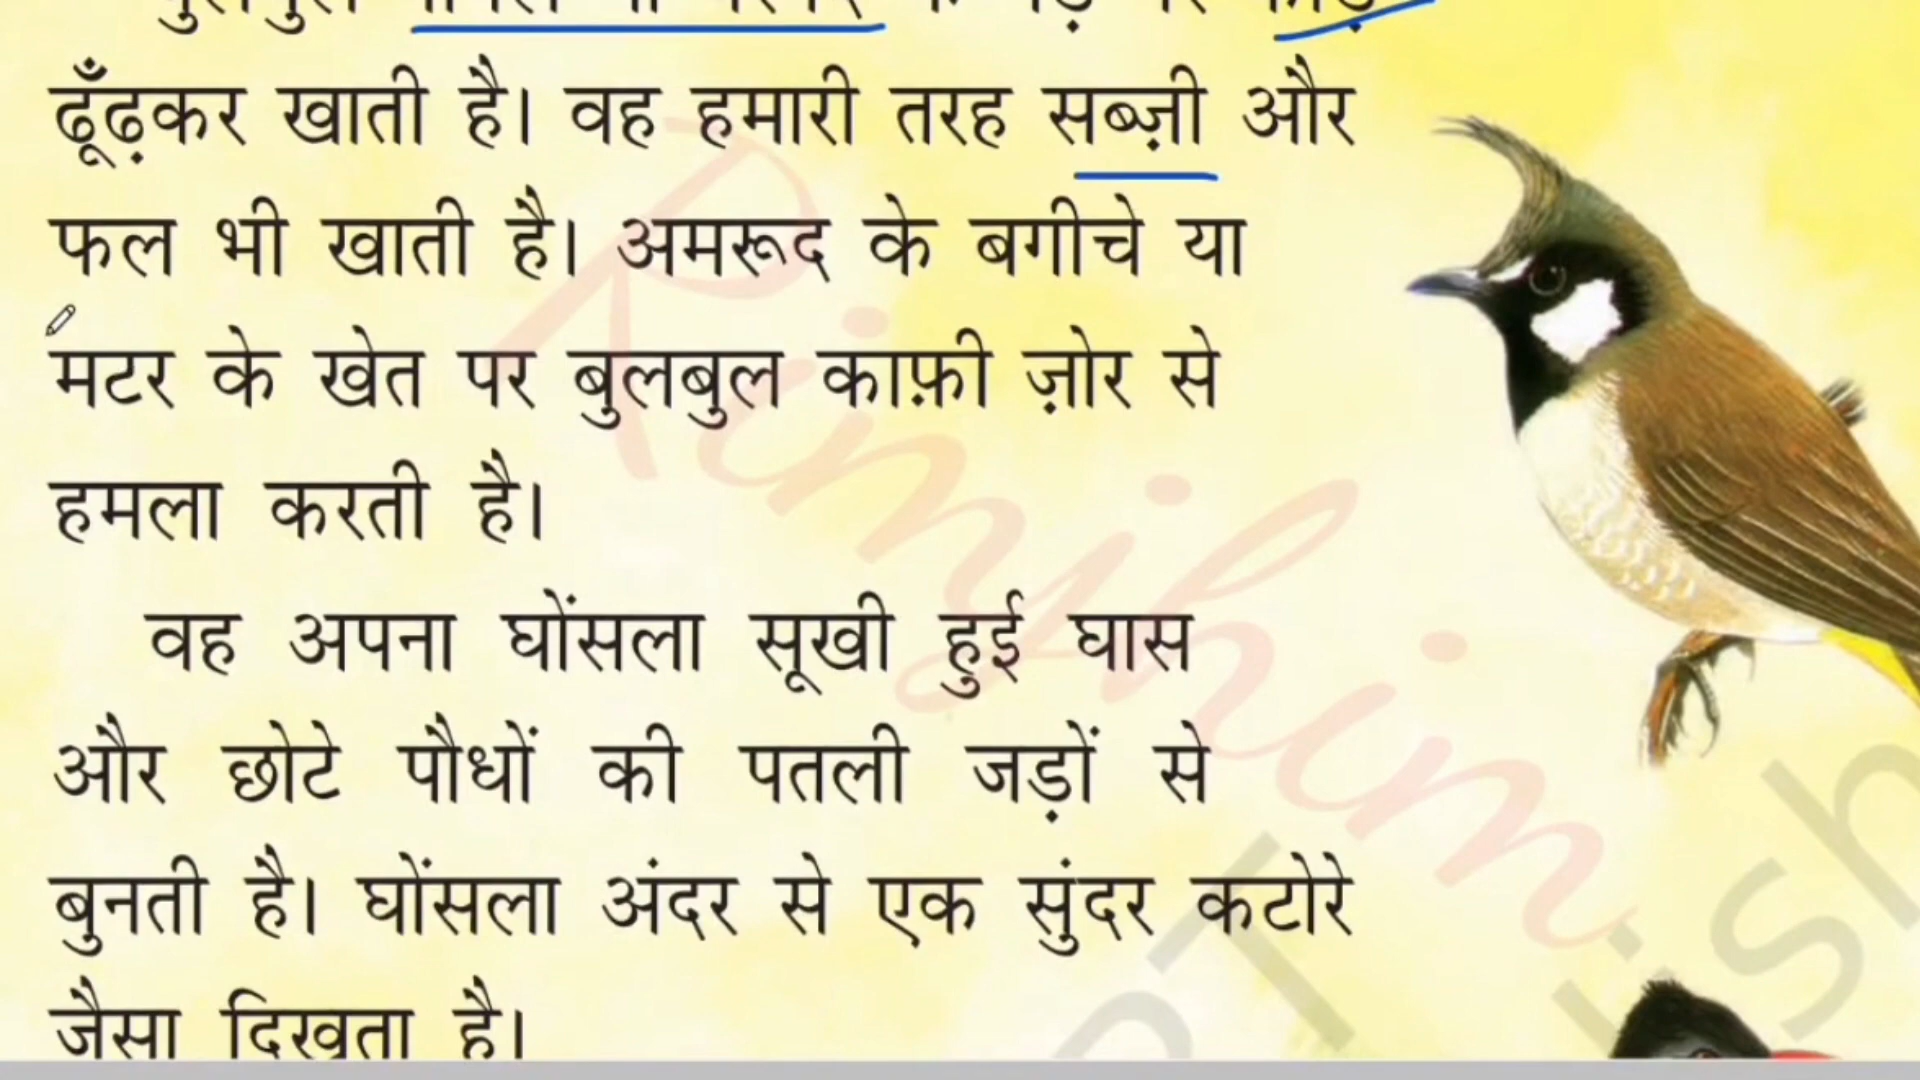 ढूँढ़कर खाती है। वह हमारी तरह सब्ज़ी और
फल भी खाती है। अमरूद के बगीचे या
मटर के खेत पर बुलबुल काफ़ी ज़ोर से
हमला करती है।
वह अपना घोंसला सूखी हुई घास
और छोटे पौधों की पतली जड़ों से
बुनती है। घोंसला अंदर से एक सुंदर कटोरे
जैसा दिखता है।
Rimjhim